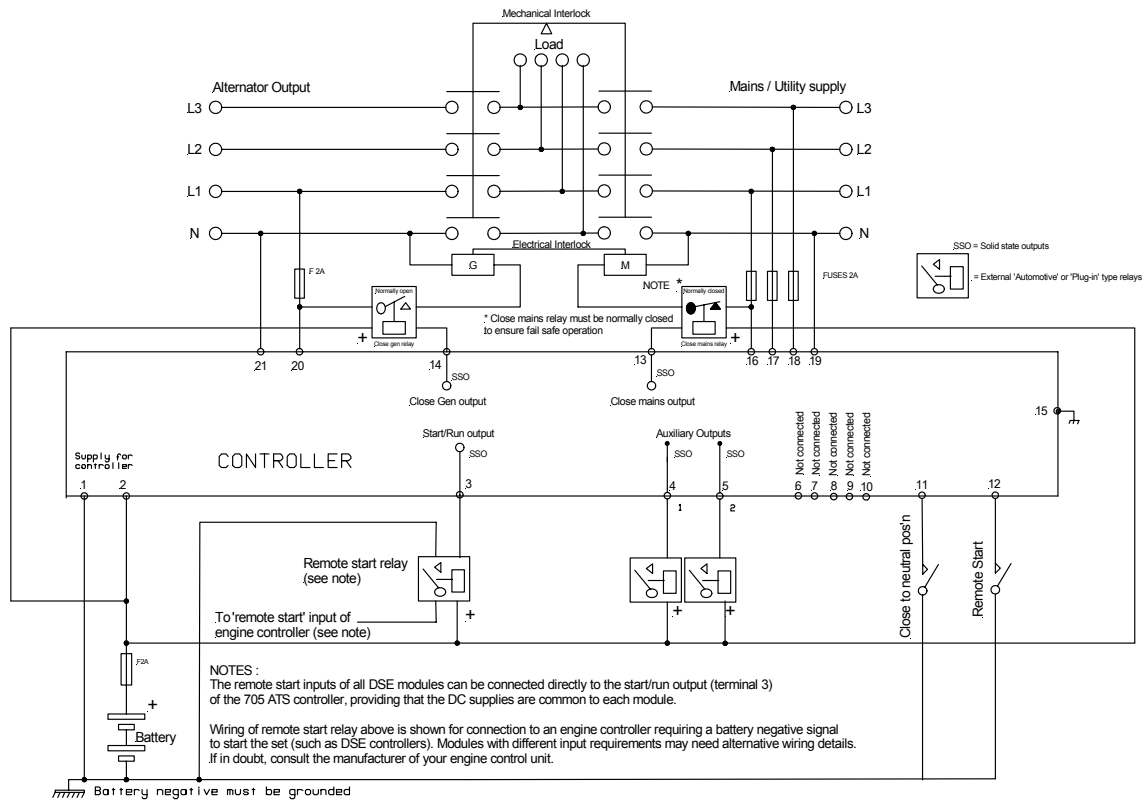 Mechanical Interlock
Load
Alternator Output
Mains / Utility supply
L3
L3
L2
L2
L1
L1
N
N
Electrical Interlock
G
M
SSO = Solid state outputs
= External 'Automotive' or 'Plug-in' type relays
F 2A
Normally open
+
Close gen relay
NOTE *
* Close mains relay must be normally closed
to ensure fail safe operation
Normally closed
+
Close mains relay
FUSES 2A
21
20
14
13
16
17
18
19
SSO
SSO
Close Gen output
Close mains output
15
Start/Run output
SSO
Auxiliary Outputs
SSO
SSO
Supply for
controller
CONTROLLER
Not connected
Not connected
Not connected
Not connected
Not connected
1
2
3
4
5
6
7
8
9
10
11
12
1
2
Remote start relay
(see note)
+
+
+
To 'remote start' input of
engine controller (see note)
Close to neutral pos'n
Remote Start
F2A
+
Battery
NOTES :
The remote start inputs of all DSE modules can be connected directly to the start/run output (terminal 3)
of the 705 ATS controller, providing that the DC supplies are common to each module.
Wiring of remote start relay above is shown for connection to an engine controller requiring a battery negative signal
to start the set (such as DSE controllers). Modules with different input requirements may need alternative wiring details.
If in doubt, consult the manufacturer of your engine control unit.
Battery negative must be grounded